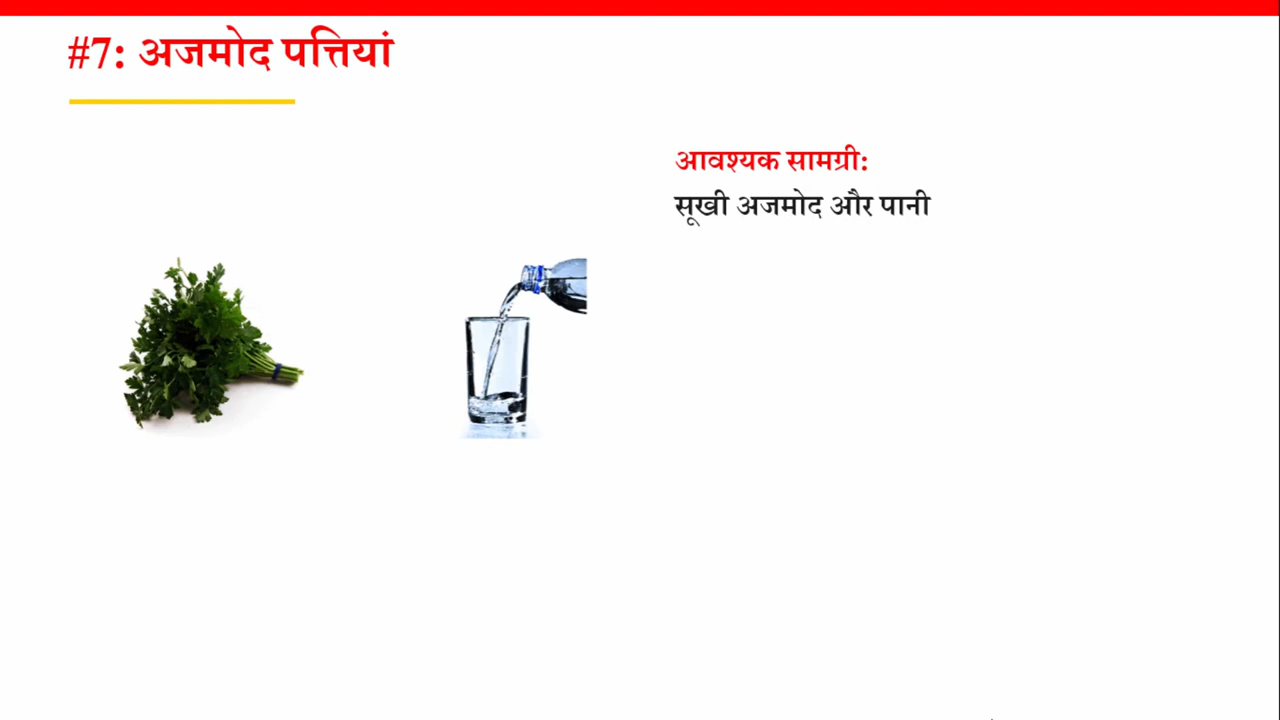 #7: अजमोद पत्तियां
आवश्यक सामग्री:
सूखी अजमोद और पानी